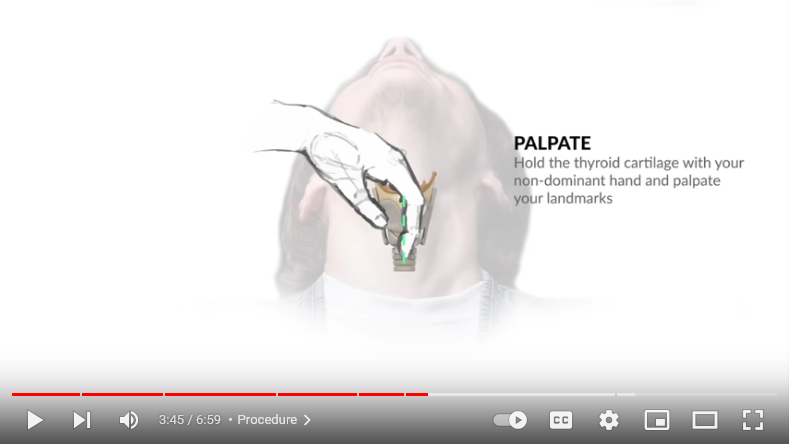 PALPATE
Hold the thyroid cartilage with your
non-dominant hand and palpate
your landmarks
3:45 / 6:59 • Procedure
CC